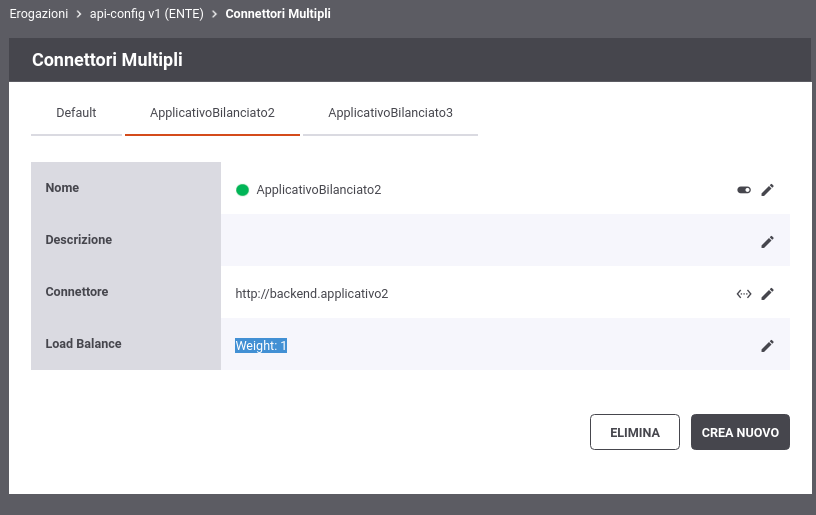 Erogazioni > api-config v1 (ENTE) > Connettori Multipli
Connettori Multipli
Default ApplicativoBilanciato2 ApplicativoBilanciato3
Nome ApplicativoBilanciato2
Descrizione
Connettore http://backend.applicativo2
Load Balance Weight: 1
ELIMINA CREA NUOVO